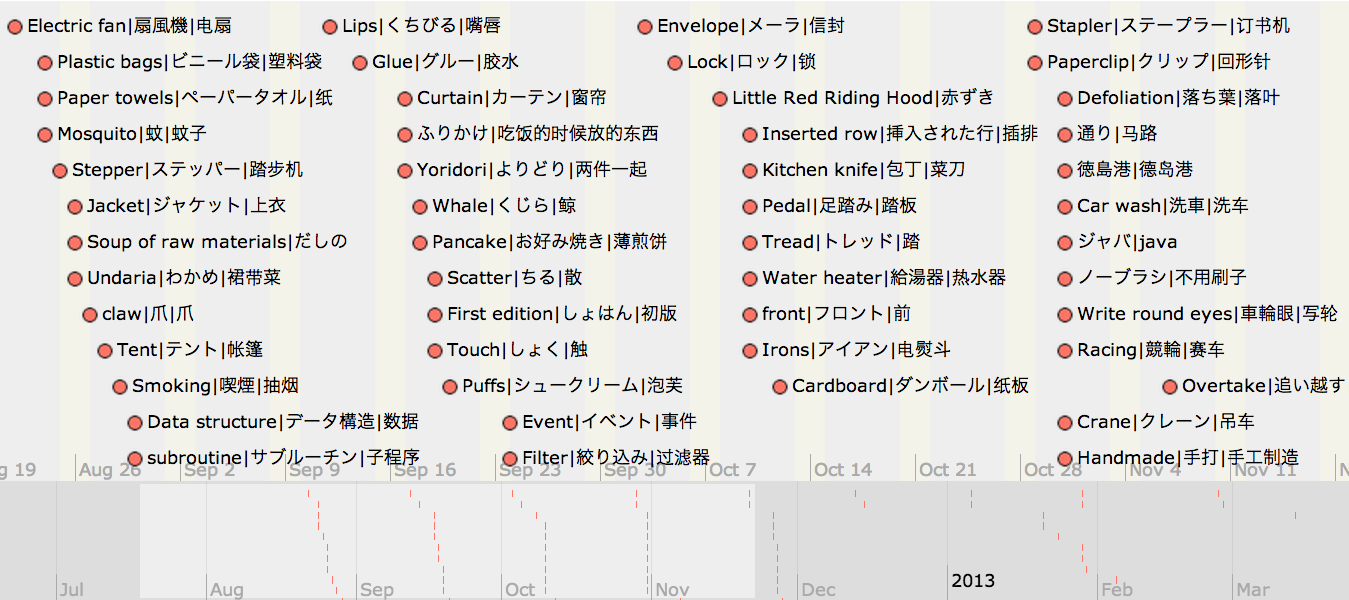 Electric fan|扇風機|电扇
Lips|くちびる|嘴唇
Envelope|メーラ|信封
Stapler|ステープラー|订书机
Plastic bags|ビニール袋|塑料袋
Glue|グルー|胶水
Lock|ロック|锁
Paperclip|クリップ|回形针
Paper towels|ペーパータオル|纸
Curtain|カーテン|窗帘
Little Red Riding Hood|赤ずき
Defoliation|落ち葉|落叶
Mosquito|蚊|蚊子
ふりかけ|吃饭的时候放的东西
Inserted row|挿入された行|插排
通り|马路
Stepper|ステッパー|踏步机
Yoridori|よりどり|两件一起
Kitchen knife|包丁|菜刀
徳島港|德岛港
Jacket|ジャケット|上衣
Whale|くじら|鲸
Pedal|足踏み|踏板
Car wash|洗車|洗车
Soup of raw materials|だしの
Pancake|お好み焼き|薄煎饼
Tread|トレッド|踏
ジャバ|java
Undaria|わかめ|裙带菜
Scatter|ちる|散
Water heater|給湯器|热水器
ノーブラシ|不用刷子
claw|爪|爪
First edition|しょはん|初版
front|フロント|前
Write round eyes|車輪眼|写轮
Tent|テント|帐篷
Touch|しょく|触
Irons|アイアン|电熨斗
Racing|競輪|赛车
Smoking|喫煙|抽烟
Puffs|シュークリーム|泡芙
Cardboard|ダンボール|纸板
Overtake|追い越す
Data structure|データ構造|数据
Event|イベント|事件
Crane|クレーン|吊车
subroutine|サブルーチン|子程序
Filter|絞り込み|过滤器
Handmade|手打|手工制造
g 19 Aug 26 Sep 2 Sep 9 Sep 16 Sep 23 Sep 30 Oct 7 Oct 14 Oct 21 Oct 28 Nov 4 Nov 11 N
Jul Aug Sep Oct Nov Dec 2013 Feb Mar